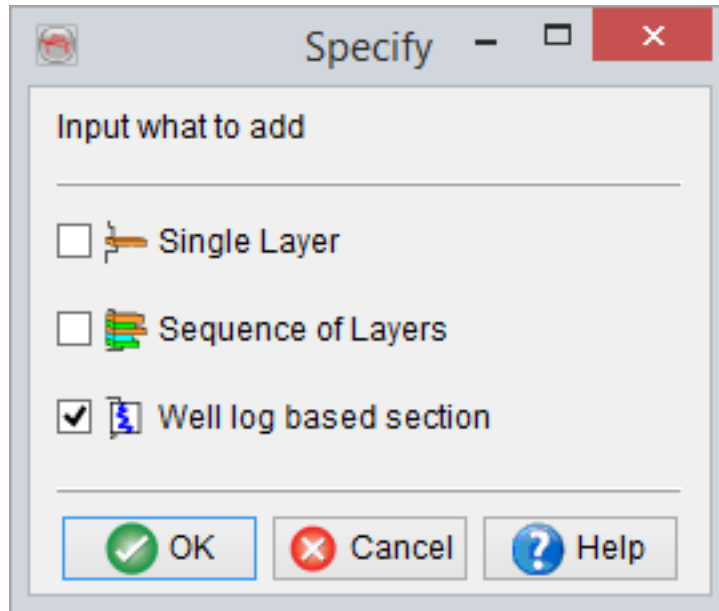 Specify
Input what to add
Single Layer
Sequence of Layers
Well log based section
OK Cancel Help